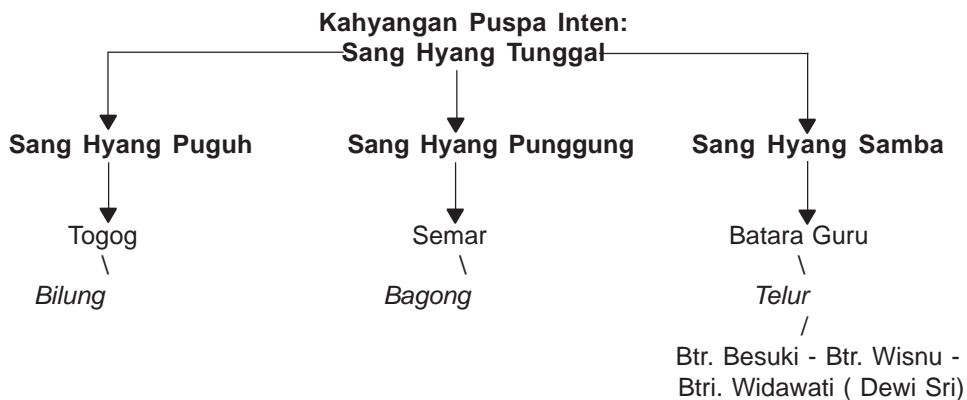 Kahyangan Puspa Inten:
Sang Hyang Tunggal
Sang Hyang Puguh
Sang Hyang Punggung
Sang Hyang Samba
Togog
Semar
Batara Guru
\
\
\
Bilung
Bagong
Telur
/
Btr. Besuki - Btr. Wisnu -
Btri. Widawati ( Dewi Sri)